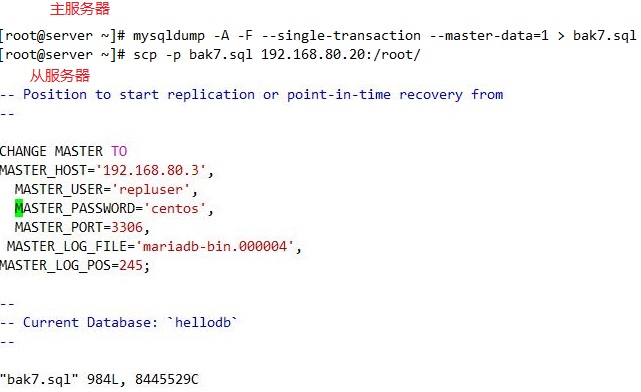 主服务器
[root@server ~]# mysqldump -A -F --single-transaction --master-data=1 > bak7.sql
[root@server ~]# scp -p bak7.sql 192.168.80.20:/root/
从服务器
-- Position to start replication or point-in-time recovery from
--
CHANGE MASTER TO
MASTER_HOST='192.168.80.3',
MASTER_USER='repluser',
MASTER_PASSWORD='centos',
MASTER_PORT=3306,
MASTER_LOG_FILE='mariadb-bin.000004',
MASTER_LOG_POS=245;
--
-- Current Database: `hellodb`
--
"bak7.sql" 984L, 8445529C